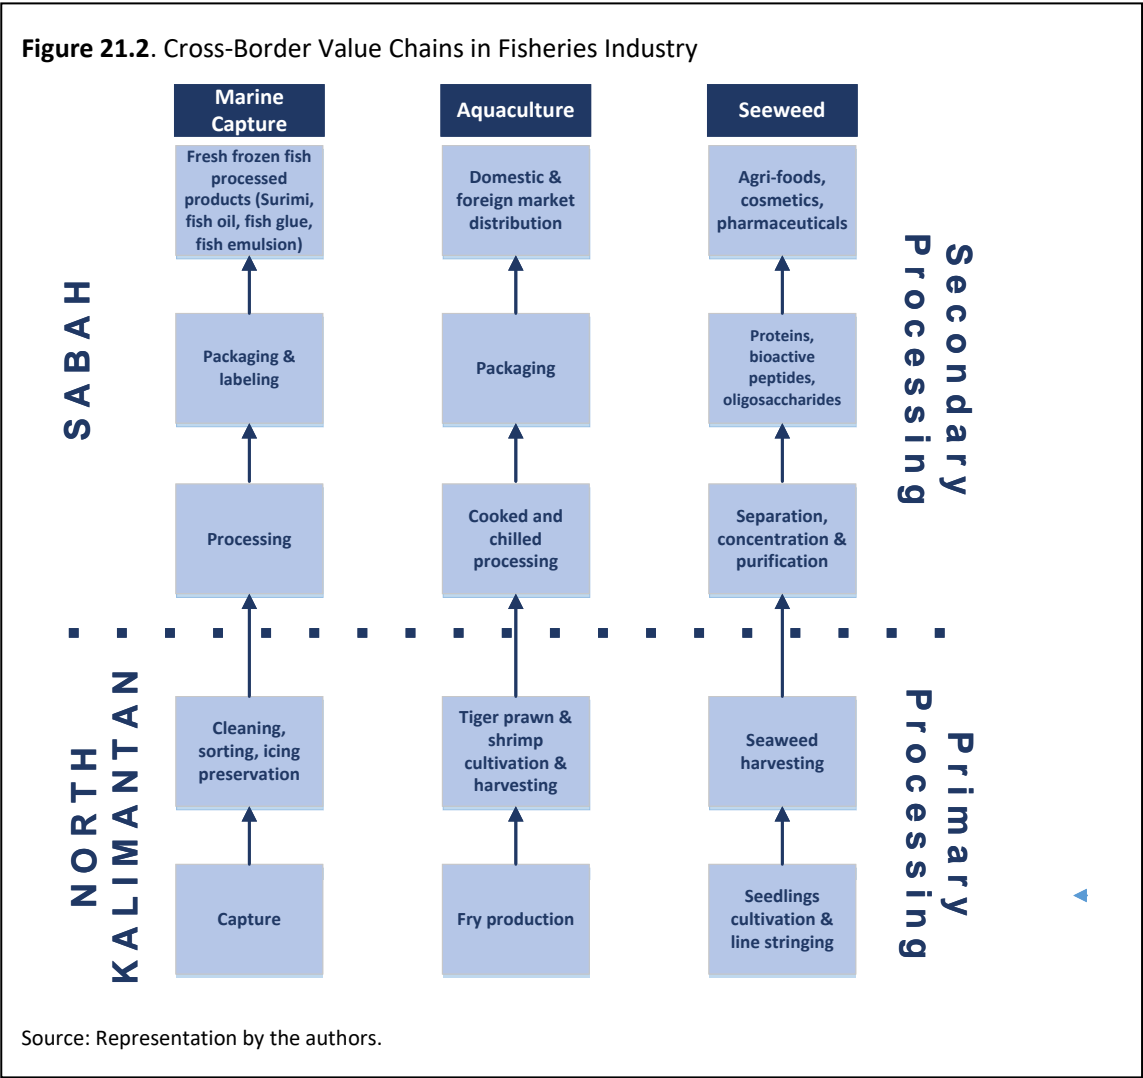 Figure 21.2. Cross-Border Value Chains in Fisheries Industry
Marine
Capture
Aquaculture
Seeweed
Fresh frozen fish
processed
products (Surimi,
fish oil, fish glue,
fish emulsion)
Domestic &
foreign market
distribution
Agri-foods,
cosmetics,
pharmaceuticals
SABAH
Secondary
Processing
Packaging &
labeling
Packaging
Proteins,
bioactive
peptides,
oligosaccharides
Processing
Cooked and
chilled
processing
Separation,
concentration &
purification
NORTH
KALIMANTAN
Primary
Processing
Cleaning,
sorting, icing
preservation
Tiger prawn &
shrimp
cultivation &
harvesting
Seaweed
harvesting
Capture
Fry production
Seedlings
cultivation &
line stringing
Source: Representation by the authors.